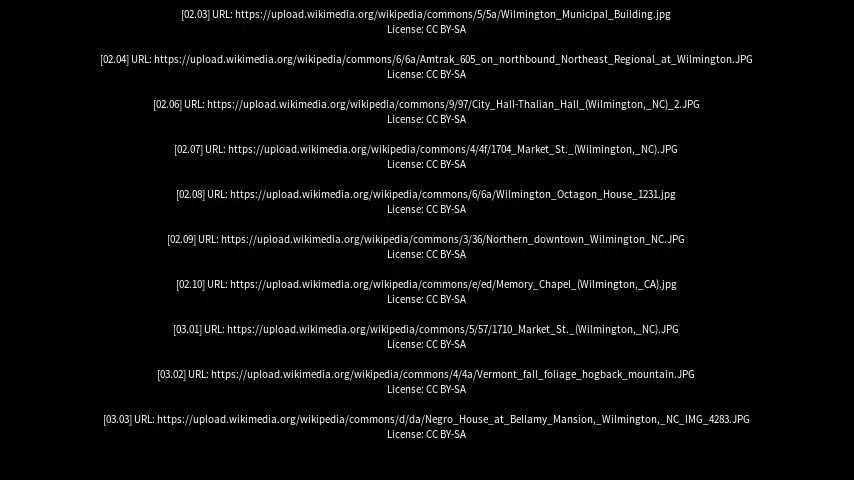 [02.03] URL: https://upload.wikimedia.org/wikipedia/commons/5/5a/Wilmington_Municipal_Building.jpg
License: CC BY-SA
[02.04] URL: https://upload.wikimedia.org/wikipedia/commons/6/6a/Amtrak_605_on_northbound_Northeast_Regional_at_Wilmington.JPG
License: CC BY-SA
[02.06] URL: https://upload.wikimedia.org/wikipedia/commons/9/97/City_Hall-Thalian_Hall_(Wilmington,_NC)_2.JPG
License: CC BY-SA
[02.07] URL: https://upload.wikimedia.org/wikipedia/commons/4/4f/1704_Market_St._(Wilmington,_NC).JPG
License: CC BY-SA
[02.08] URL: https://upload.wikimedia.org/wikipedia/commons/6/6a/Wilmington_Octagon_House_1231.jpg
License: CC BY-SA
[02.09] URL: https://upload.wikimedia.org/wikipedia/commons/3/36/Northern_downtown_Wilmington_NC.JPG
License: CC BY-SA
[02.10] URL: https://upload.wikimedia.org/wikipedia/commons/e/ed/Memory_Chapel_(Wilmington,_CA).jpg
License: CC BY-SA
[03.01] URL: https://upload.wikimedia.org/wikipedia/commons/5/57/1710_Market_St._(Wilmington,_NC).JPG
License: CC BY-SA
[03.02] URL: https://upload.wikimedia.org/wikipedia/commons/4/4a/Vermont_fall_foliage_hogback_mountain.JPG
License: CC BY-SA
[03.03] URL: https://upload.wikimedia.org/wikipedia/commons/d/da/Negro_House_at_Bellamy_Mansion,_Wilmington,_NC_IMG_4283.JPG
License: CC BY-SA